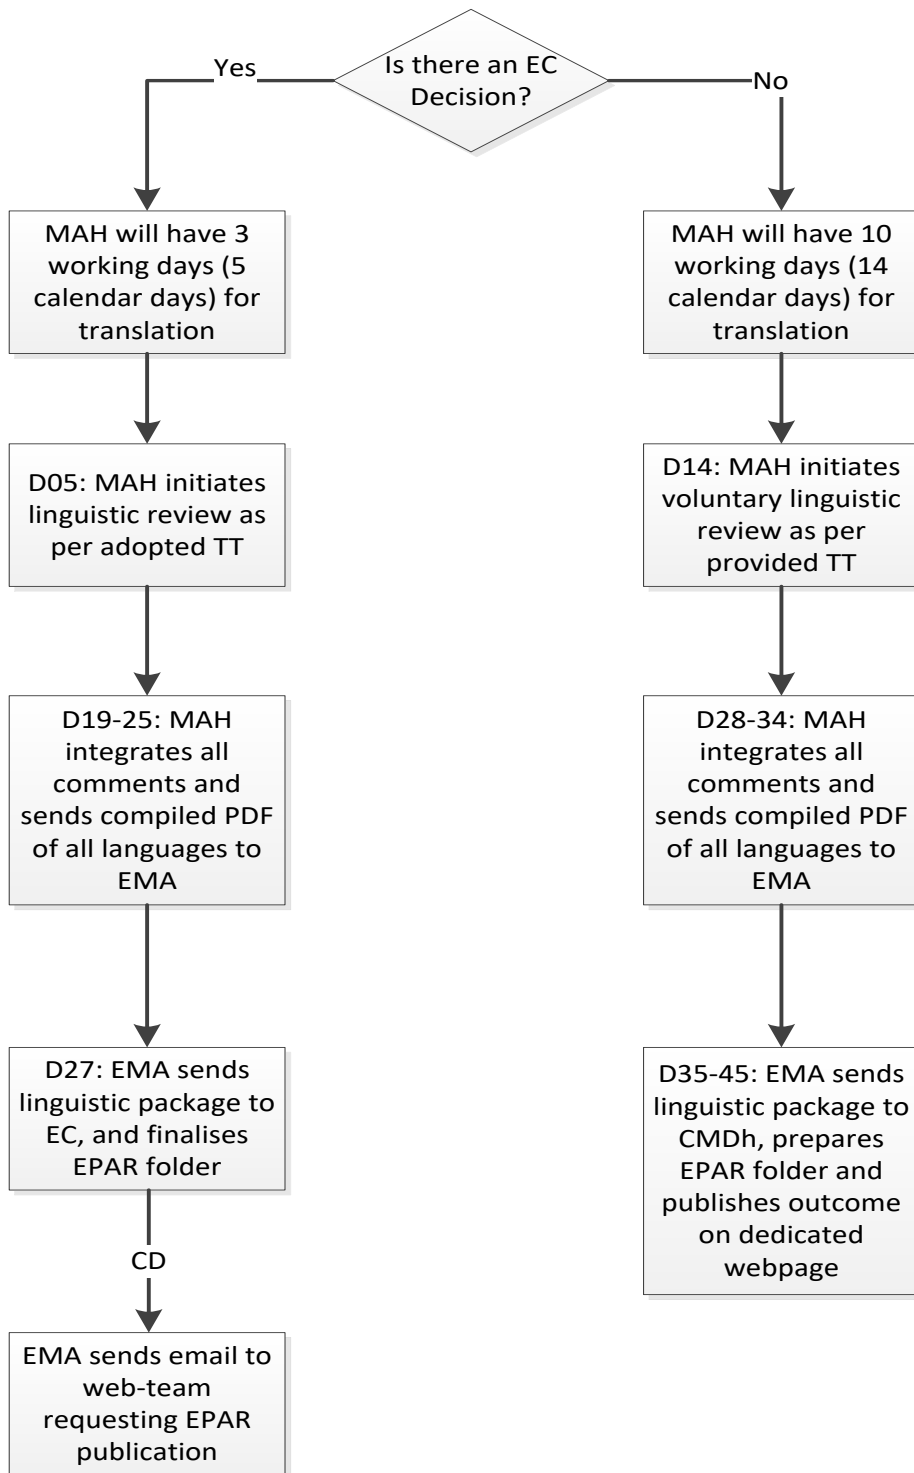 Is there an EC
Decision?
Yes
No
MAH will have 3
working days (5
calendar days) for
translation
MAH will have 10
working days (14
calendar days) for
translation
D05: MAH initiates
linguistic review as
per adopted TT
D14: MAH initiates
voluntary linguistic
review as per
provided TT
D19-25: MAH
integrates all
comments and
sends compiled PDF
of all languages to
EMA
D28-34: MAH
integrates all
comments and
sends compiled PDF
of all languages to
EMA
D27: EMA sends
linguistic package to
EC, and finalises
EPAR folder
D35-45: EMA sends
linguistic package to
CMDh, prepares
EPAR folder and
publishes outcome
on dedicated
webpage
CD
EMA sends email to
web-team
requesting EPAR
publication